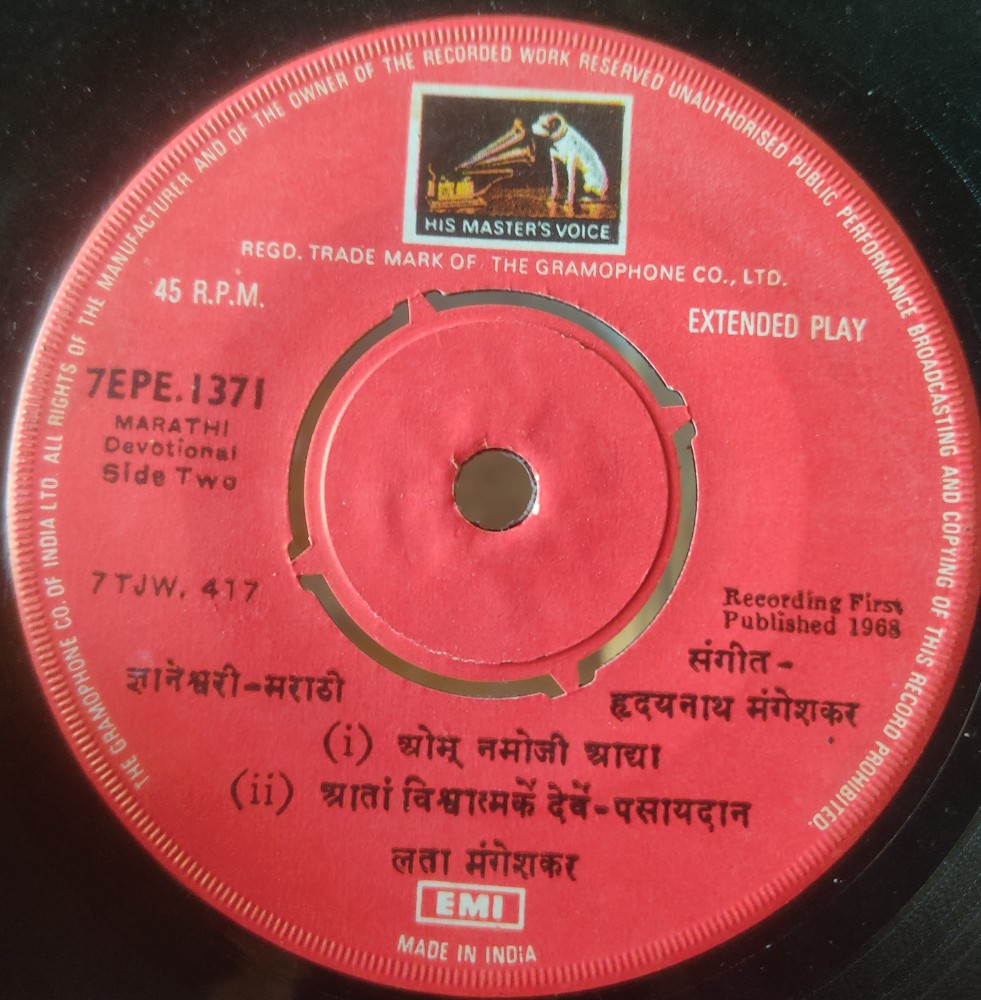 THE GRAMOPHONE CO. OF INDIA LTD. ALL RIGHTS OF THE MANUFACTURER AND OF THE OWNER OF THE RECORDED WORK RESERVED UNAUTHORISED PUBLIC PERFORMANCE BROADCASTING AND COPYING OF THIS RECORD PROHIBITED.
HIS MASTER'S VOICE
REGD. TRADE MARK OF THE GRAMOPHONE CO., LTD.
45 R.P.M.
EXTENDED PLAY
7EPE.1371
MARATHI
Devotional
Side Two
7TJW. 417
Recording First
Published 1968
ज्ञानेश्वरी-मराठी
संगीत-
हृदयनाथ मंगेशकर
(i) ओम् नमोजी आद्या
(ii) आतां विश्वात्मकें देवें-पसायदान
लता मंगेशकर
EMI
MADE IN INDIA